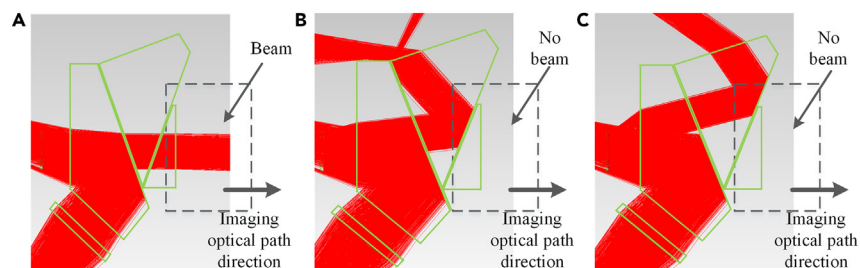 A
Beam
Imaging
optical path
direction
B
No
beam
Imaging
optical path
direction
C
No
beam
Imaging
optical path
direction